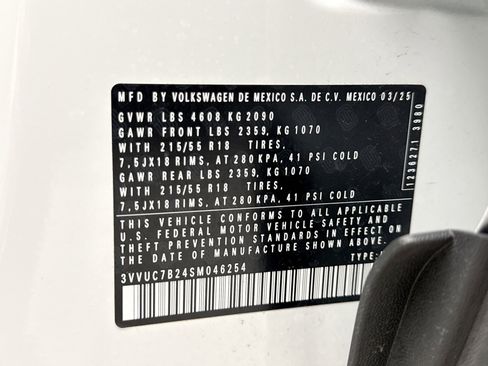 MFD BY VOLKSWAGEN DE MEXICO S.A. DE C.V. MEXICO 03/25
GVWR LBS 4608 KG 2090
GAWR FRONT LBS 2359, KG 1070
WITH 215/55 R18 TIRES,
7,5JX18 RIMS, AT 280 KPA, 41 PSI COLD
GAWR REAR LBS 2359, KG 1070
WITH 215/55 R18 TIRES,
7,5JX18 RIMS, AT 280 KPA, 41 PSI COLD
THIS VEHICLE CONFORMS TO ALL APPLICABLE
U.S. FEDERAL MOTOR VEHICLE SAFETY AND
THEFT PREVENTION STANDARDS IN EFFECT ON
THE DATE OF MANUFACTURE SHOWN ABOVE
3VVUC7B24SM046254 TYPE:
1236271 3980